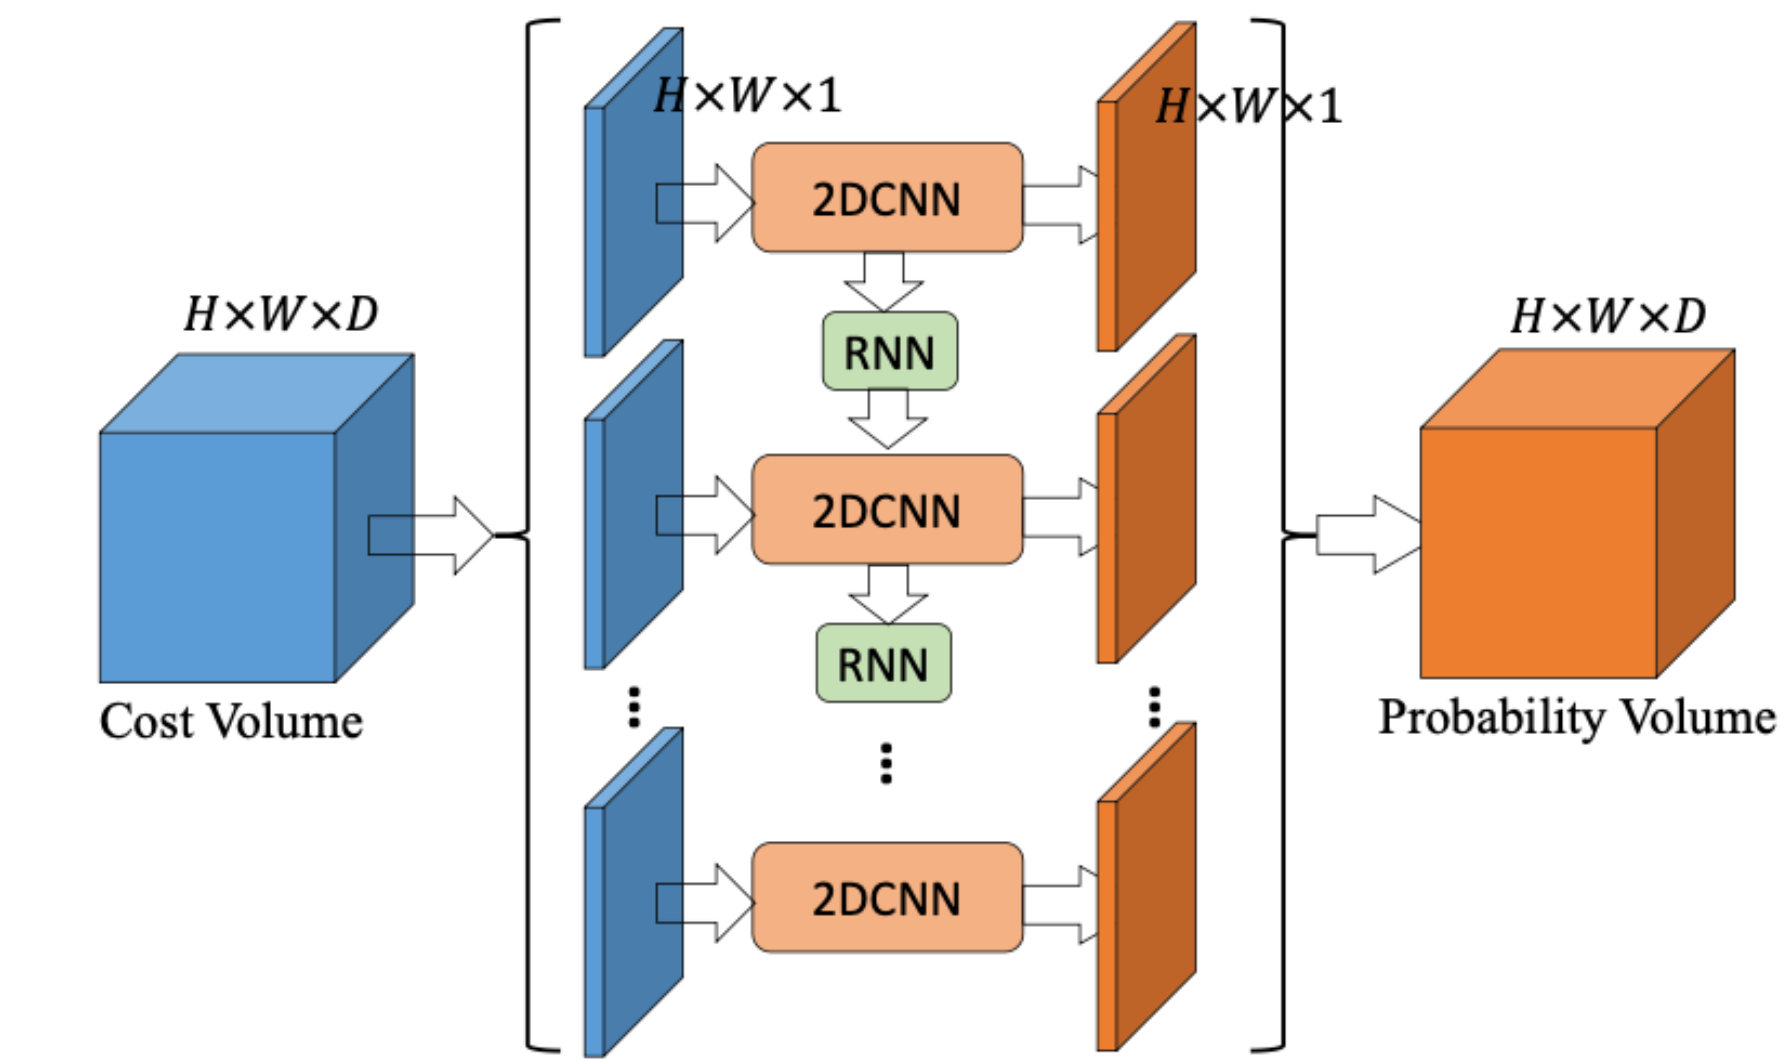 H×W×1
H×W×1
2DCNN
H×W×D
RNN
H×W×D
2DCNN
RNN
Cost Volume
Probability Volume
2DCNN